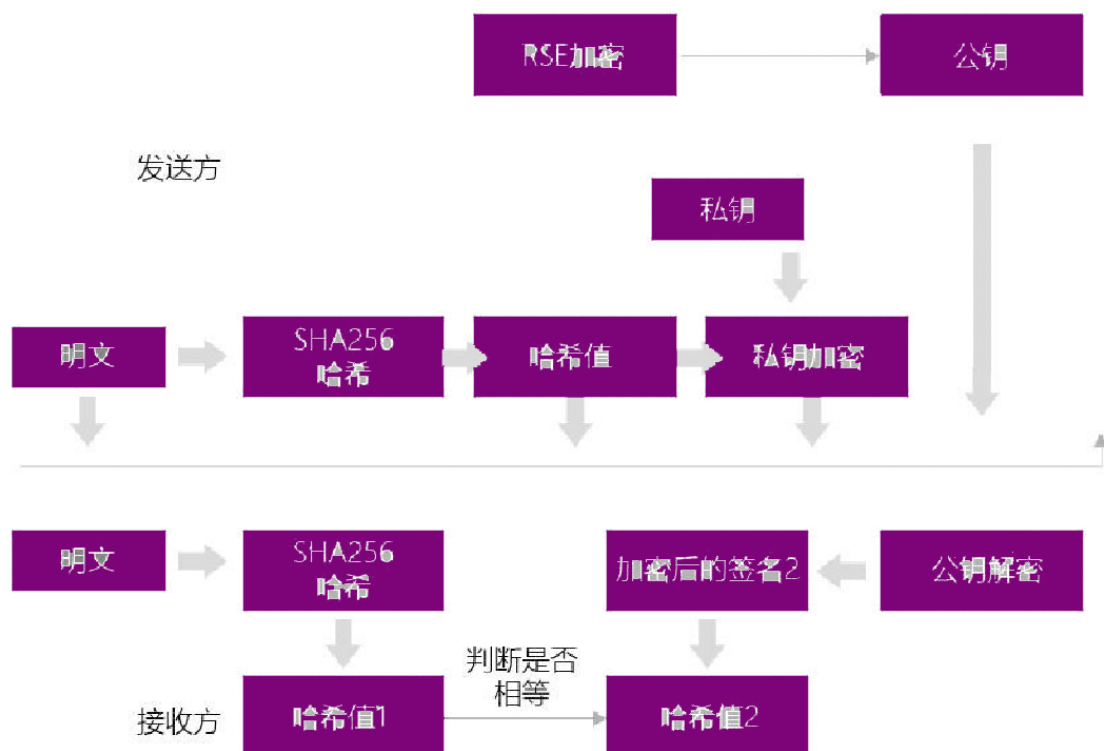 RSE加密
公钥
发送方
私钥
明文
SHA256
哈希
哈希值
私钥加密
明文
SHA256
哈希
加密后的签名2
公钥解密
判断是否
相等
接收方
哈希值1
哈希值2